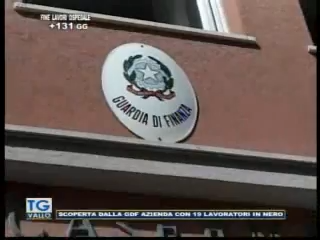 FINE LAVORI OSPEDALE
+131 GG
GUARDIA DI FINANZA
TG
VALLO
SCOPERTA DALLA GDF AZIENDA CON 19 LAVORATORI IN NERO